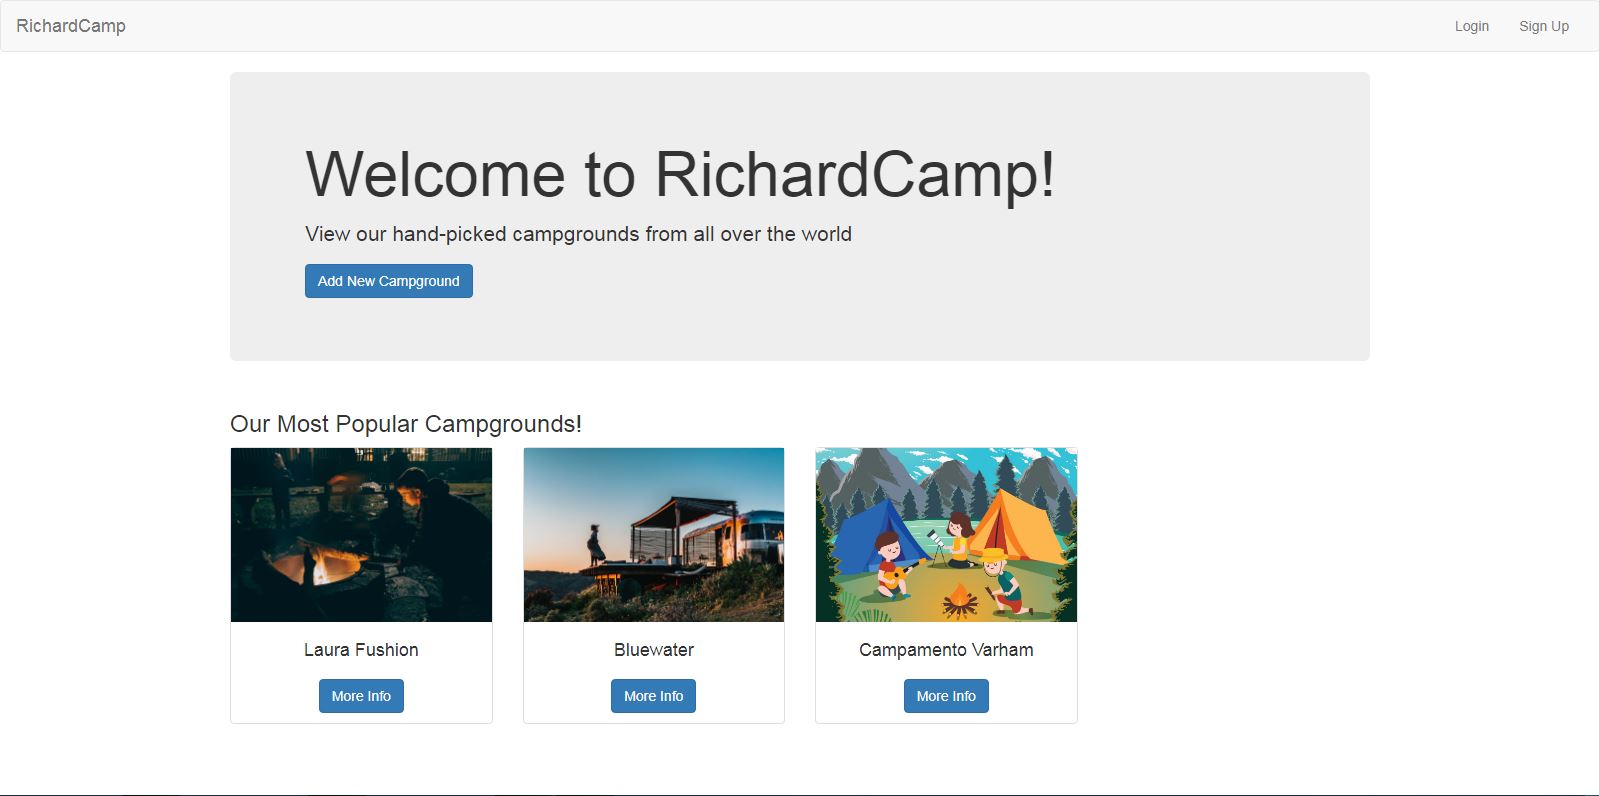 RichardCamp
Login
Sign Up
Welcome to RichardCamp!
View our hand-picked campgrounds from all over the world
Add New Campground
Our Most Popular Campgrounds!
Laura Fushion
Bluewater
Campamento Varham
More Info
More Info
More Info